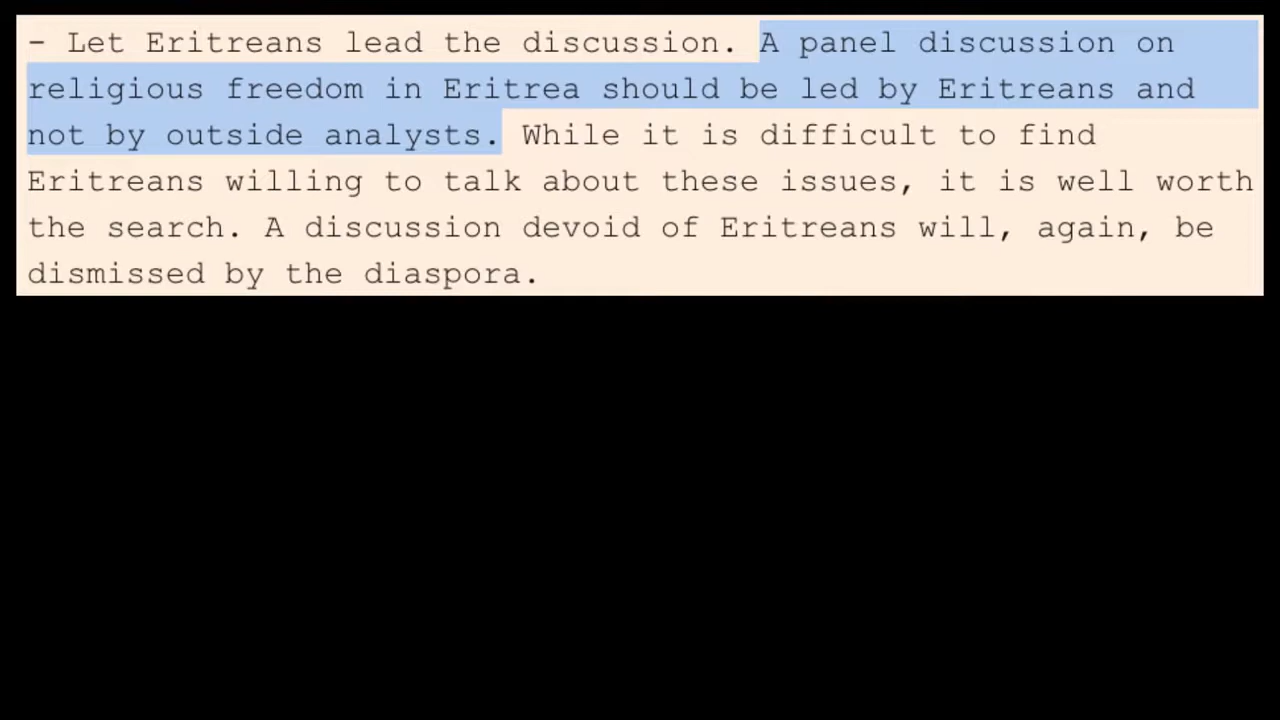 - Let Eritreans lead the discussion. A panel discussion on
religious freedom in Eritrea should be led by Eritreans and
not by outside analysts. While it is difficult to find
Eritreans willing to talk about these issues, it is well worth
the search. A discussion devoid of Eritreans will, again, be
dismissed by the diaspora.